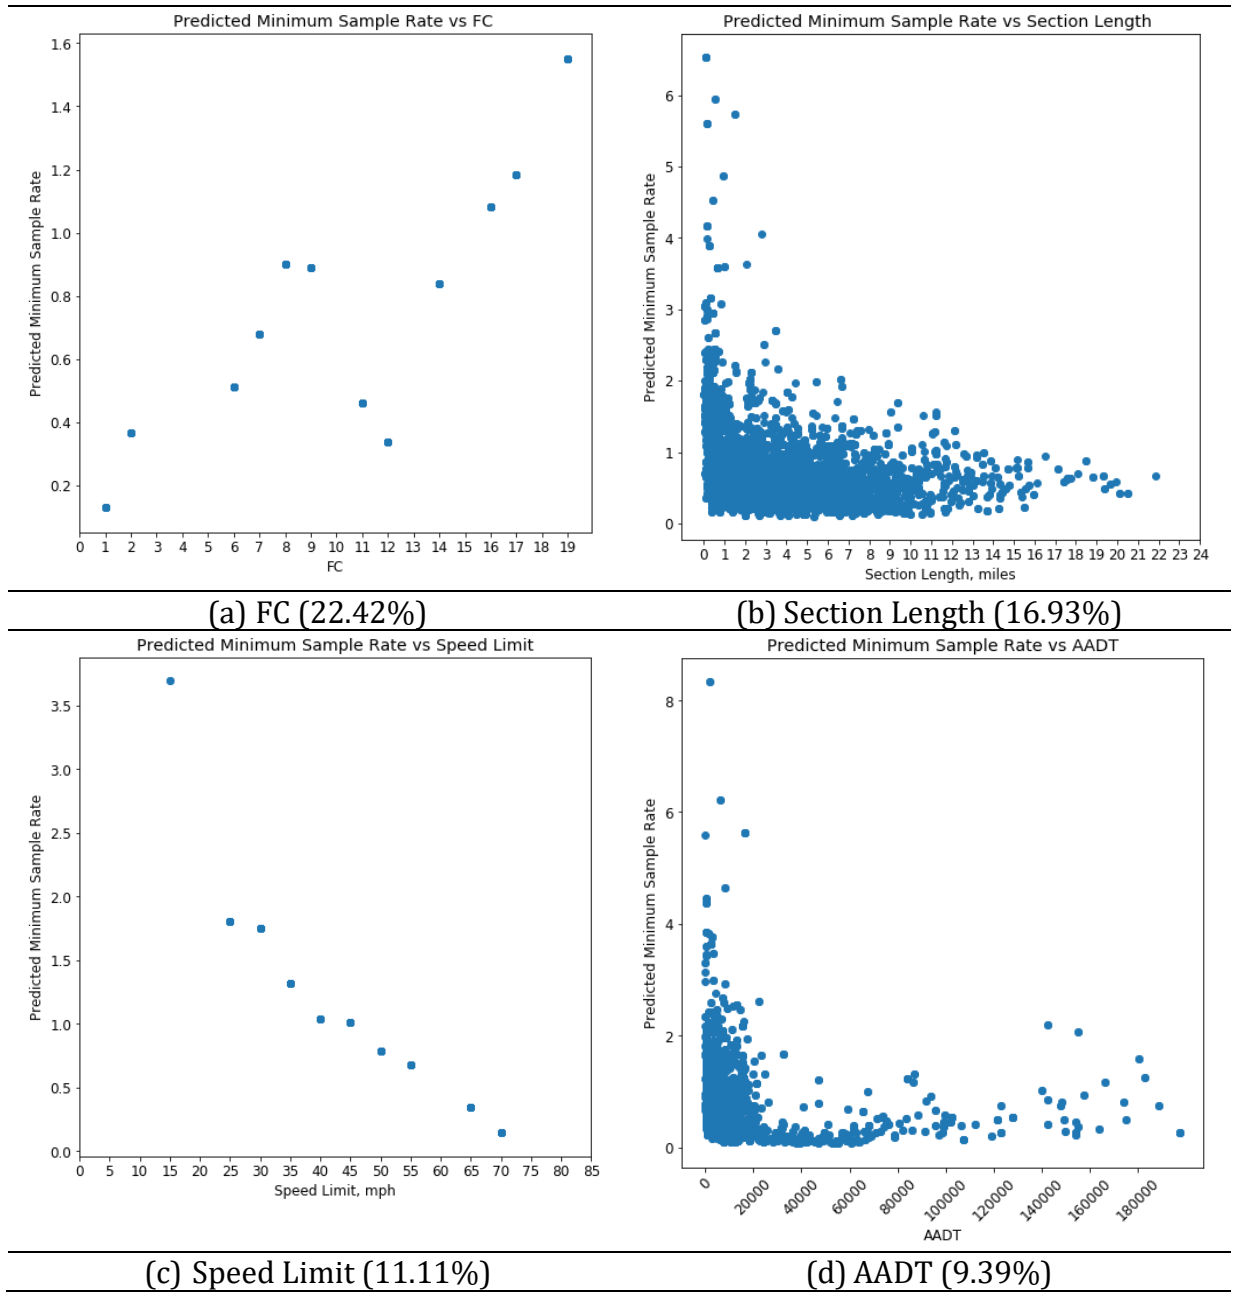 Predicted Minimum Sample Rate vs FC
Predicted Minimum Sample Rate
1.6
1.4
1.2
1.0
0.8
0.6
0.4
0.2
0 1 2 3 4 5 6 7 8 9 10 11 12 13 14 15 16 17 18 19
FC
Predicted Minimum Sample Rate vs Section Length
Predicted Minimum Sample Rate
6
5
4
3
2
1
0
0 1 2 3 4 5 6 7 8 9 10 11 12 13 14 15 16 17 18 19 20 21 22 23 24
Section Length, miles
(a) FC (22.42%)
(b) Section Length (16.93%)
Predicted Minimum Sample Rate vs Speed Limit
Predicted Minimum Sample Rate
3.5
3.0
2.5
2.0
1.5
1.0
0.5
0.0
0 5 10 15 20 25 30 35 40 45 50 55 60 65 70 75 80 85
Speed Limit, mph
Predicted Minimum Sample Rate vs AADT
Predicted Minimum Sample Rate
8
6
4
2
0
0 20000 40000 60000 80000 100000 120000 140000 160000 180000
AADT
(c) Speed Limit (11.11%)
(d) AADT (9.39%)